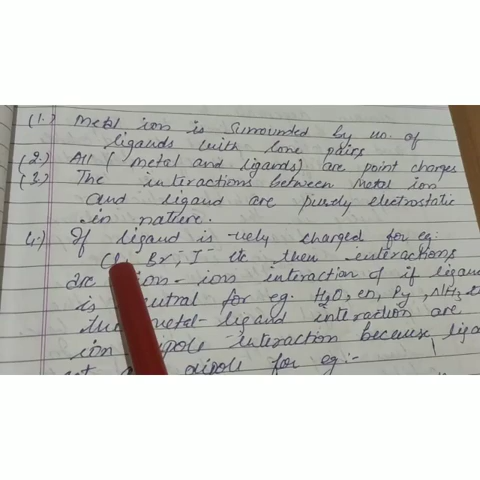 (1.) Metal ion is surrounded by no. of
ligands with lone pairs
(2.) All (metal and ligands) are point charges
(3.) The interactions between metal ion
and ligand are purely electrostatic
in nature.
4.) If ligand is -vely charged for eg:
Br⁻, I⁻ etc then interactions
are ion-ion interaction & if ligand
is neutral for eg. H₂O, en, Py, NH₃
the metal-ligand interaction are
ion dipole interaction because
dipole for eg:-